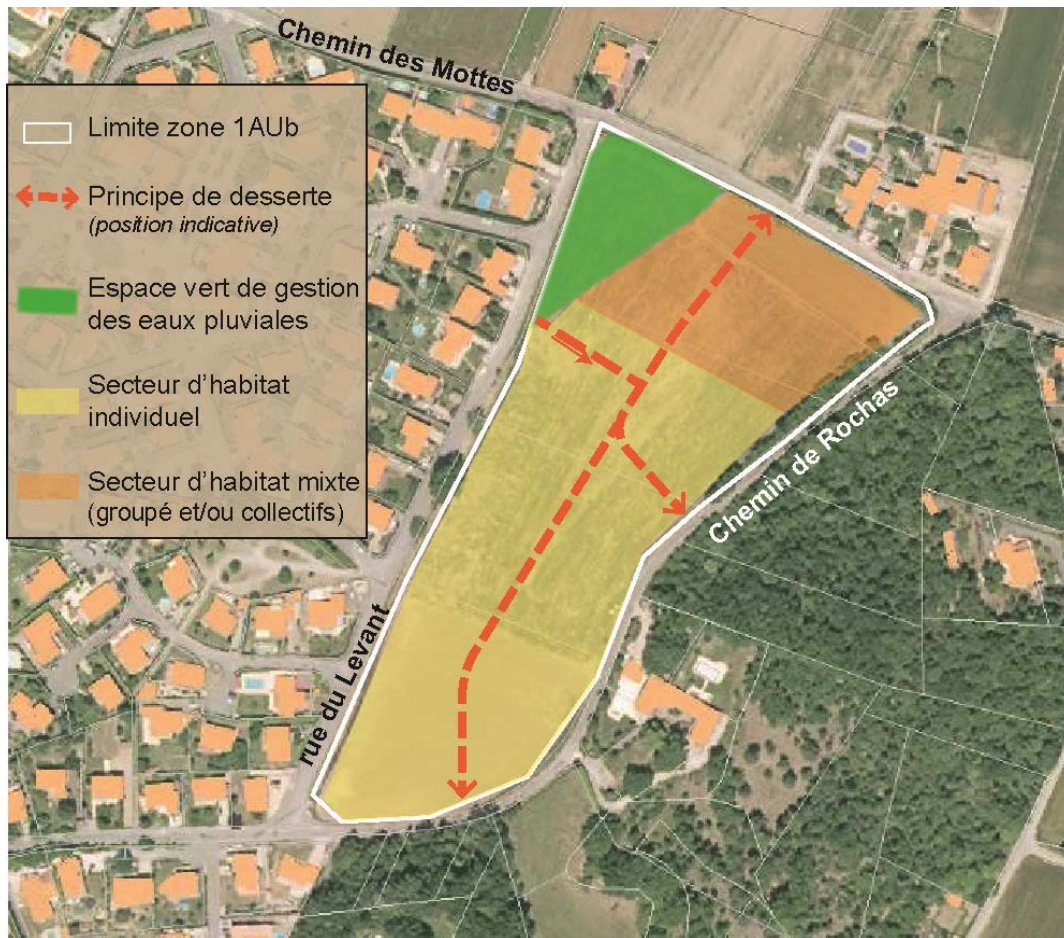 Chemin des Mottes
Limite zone 1AUb
Principe de desserte
(position indicative)
Espace vert de gestion
des eaux pluviales
Secteur d'habitat
individuel
Secteur d'habitat mixte
(groupé et/ou collectifs)
Chemin de Rochas
rue du Levant